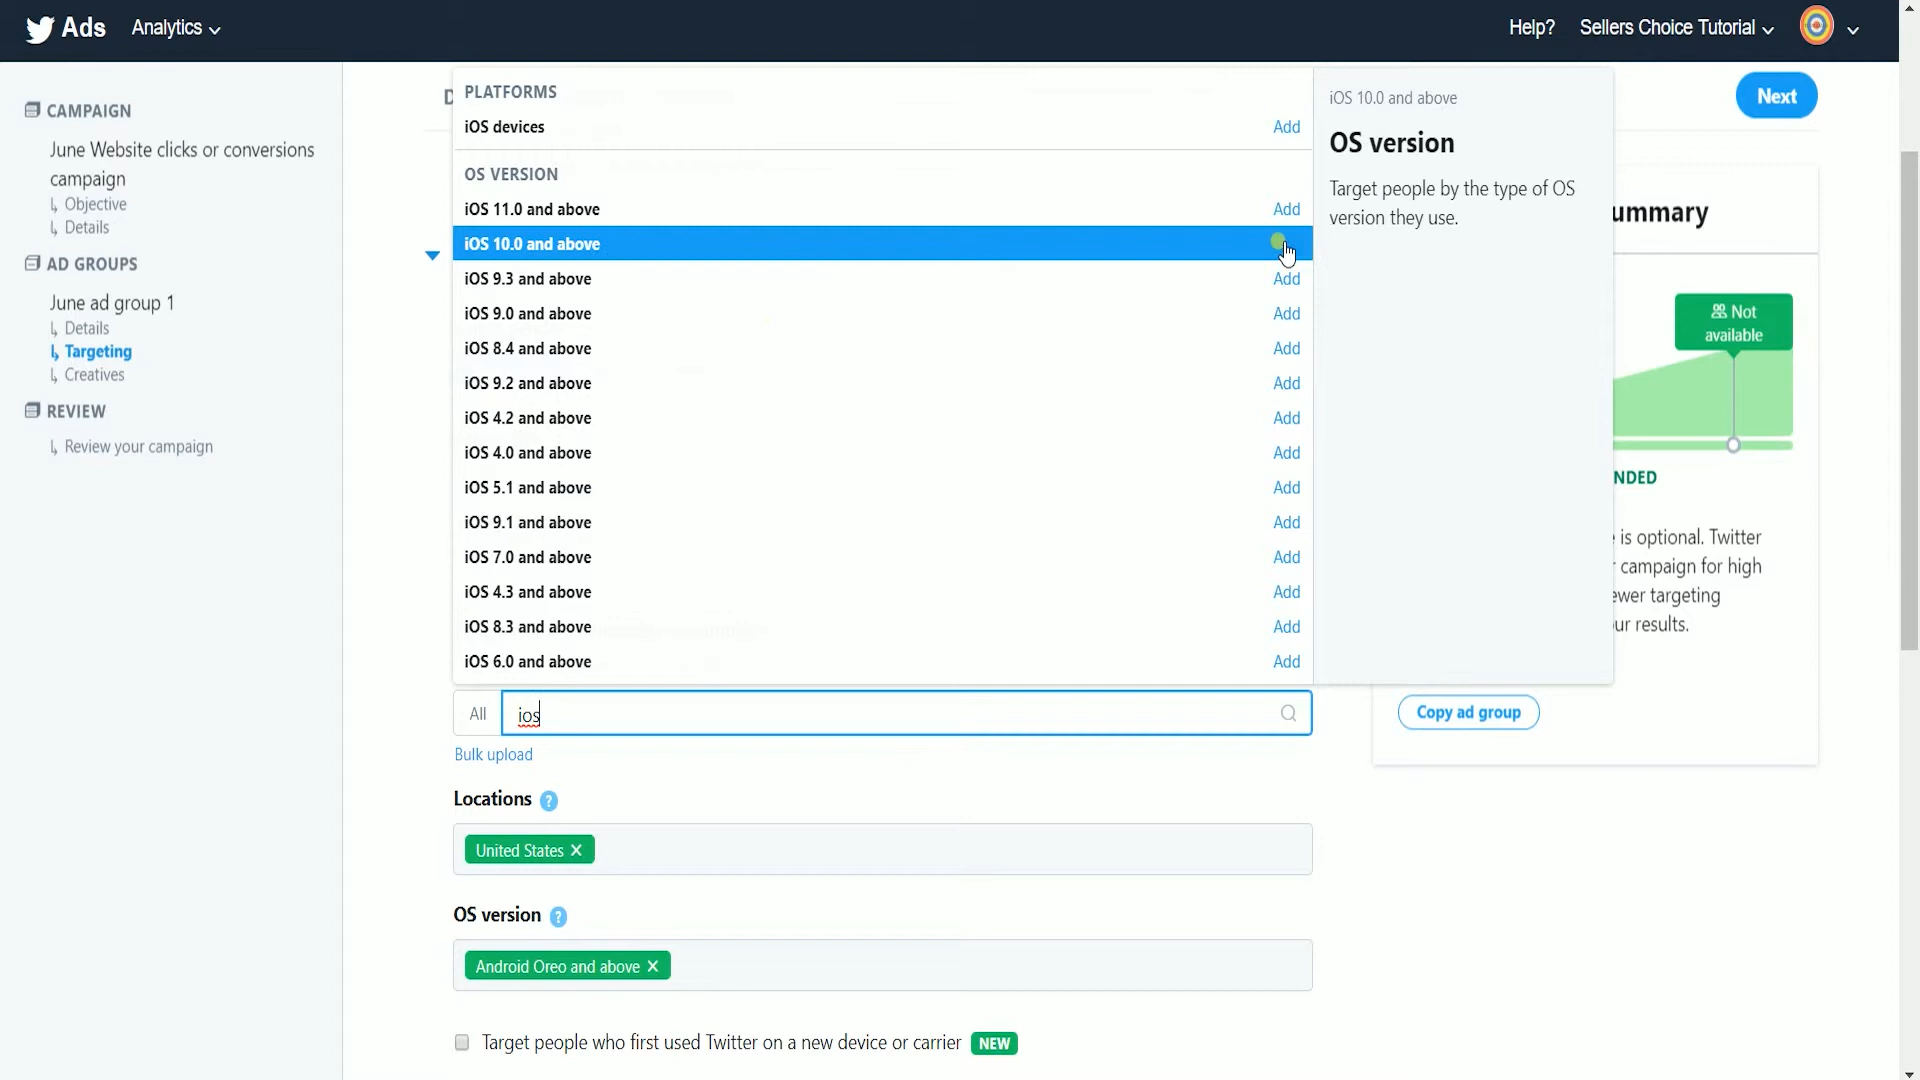 Ads Analytics Help? Sellers Choice Tutorial
CAMPAIGN
June Website clicks or conversions
campaign
Objective
Details
AD GROUPS
June ad group 1
Details
Targeting
Creatives
REVIEW
Review your campaign
D
PLATFORMS
iOS devices Add
OS VERSION
iOS 11.0 and above Add
iOS 10.0 and above
iOS 9.3 and above Add
iOS 9.0 and above Add
iOS 8.4 and above Add
iOS 9.2 and above Add
iOS 4.2 and above Add
iOS 4.0 and above Add
iOS 5.1 and above Add
iOS 9.1 and above Add
iOS 7.0 and above Add
iOS 4.3 and above Add
iOS 8.3 and above Add
iOS 6.0 and above Add
All ios
Bulk upload
Locations ?
United States ×
OS version ?
Android Oreo and above ×
Target people who first used Twitter on a new device or carrier NEW
iOS 10.0 and above
OS version
Target people by the type of OS
version they use.
Next
ummary
Not
available
NDED
is optional. Twitter
campaign for high
ewer targeting
ur results.
Copy ad group